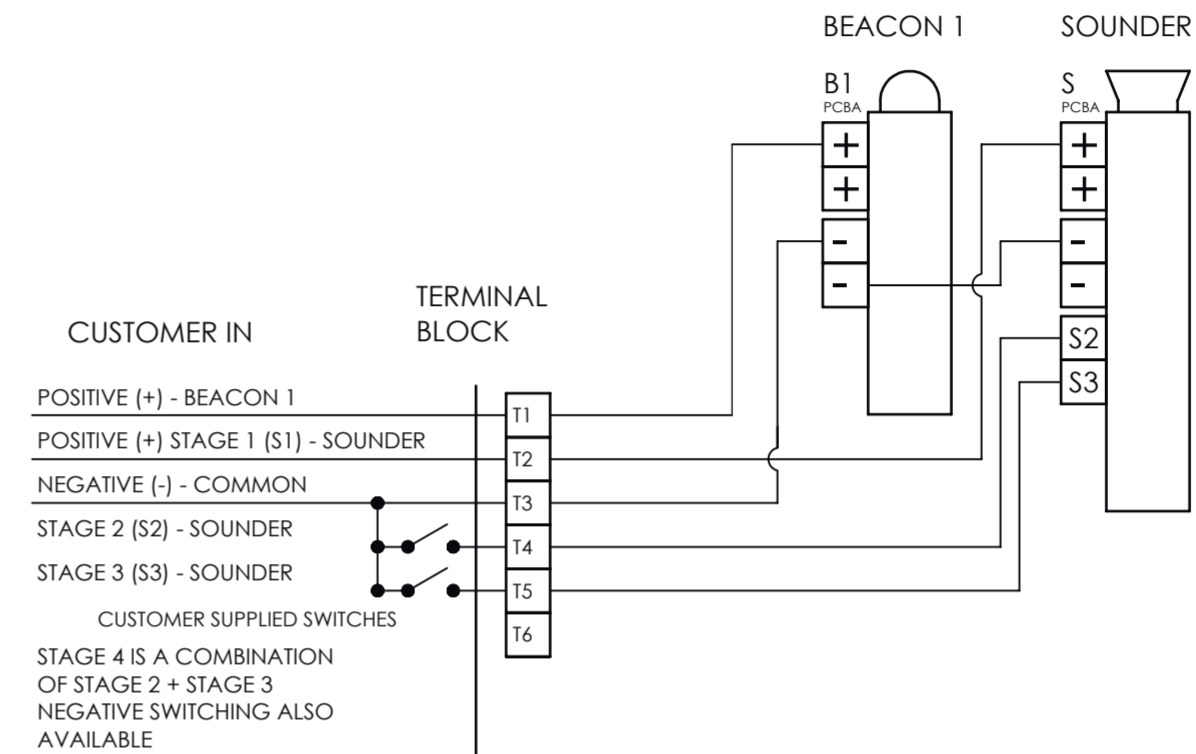 BEACON 1
SOUNDER
B1
PCBA
+
+
-
-
S
PCBA
+
+
-
-
S2
S3
TERMINAL
BLOCK
CUSTOMER IN
POSITIVE (+) - BEACON 1
POSITIVE (+) STAGE 1 (S1) - SOUNDER
NEGATIVE (-) - COMMON
STAGE 2 (S2) - SOUNDER
STAGE 3 (S3) - SOUNDER
T1
T2
T3
T4
T5
T6
CUSTOMER SUPPLIED SWITCHES
STAGE 4 IS A COMBINATION
OF STAGE 2 + STAGE 3
NEGATIVE SWITCHING ALSO
AVAILABLE